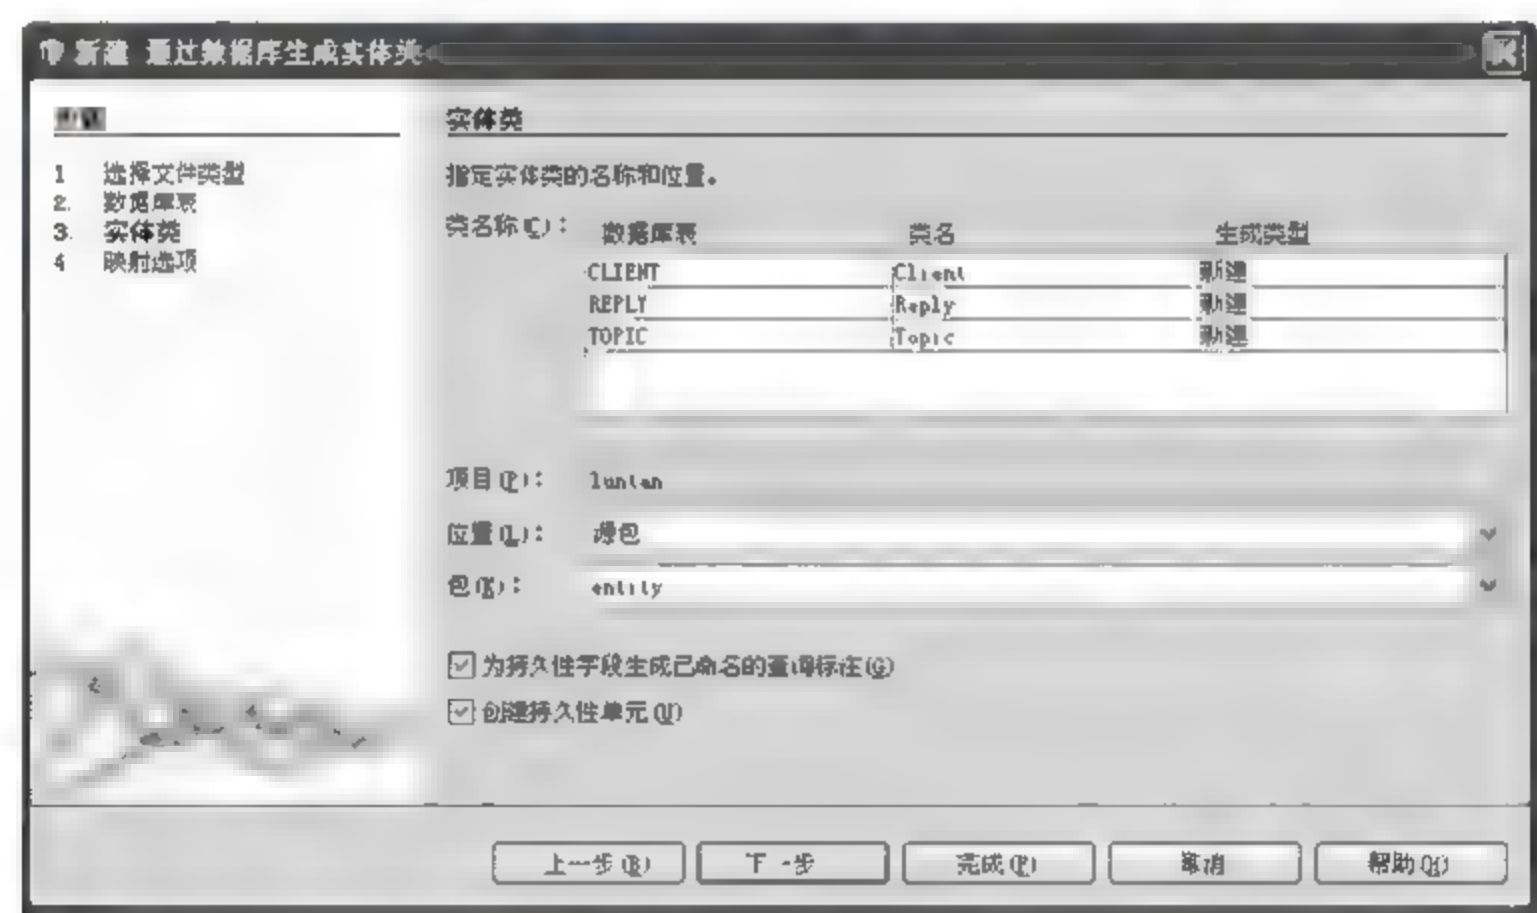 新建 通过数据库生成实体类
步骤
1 选择文件类型
2. 数据库表
3. 实体类
4 映射选项
实体类
指定实体类的名称和位置。
类名称(C)： 数据库表 类名 生成类型
CLIENT Client 新建
REPLY Reply 新建
TOPIC Topic 新建
项目(P)： luntan
位置(L)： 源包
包(K)： entity
为持久性字段生成已命名的查询标注(G)
创建持久性单元(U)
上一步(B) 下一步 完成(F) 取消 帮助(H)